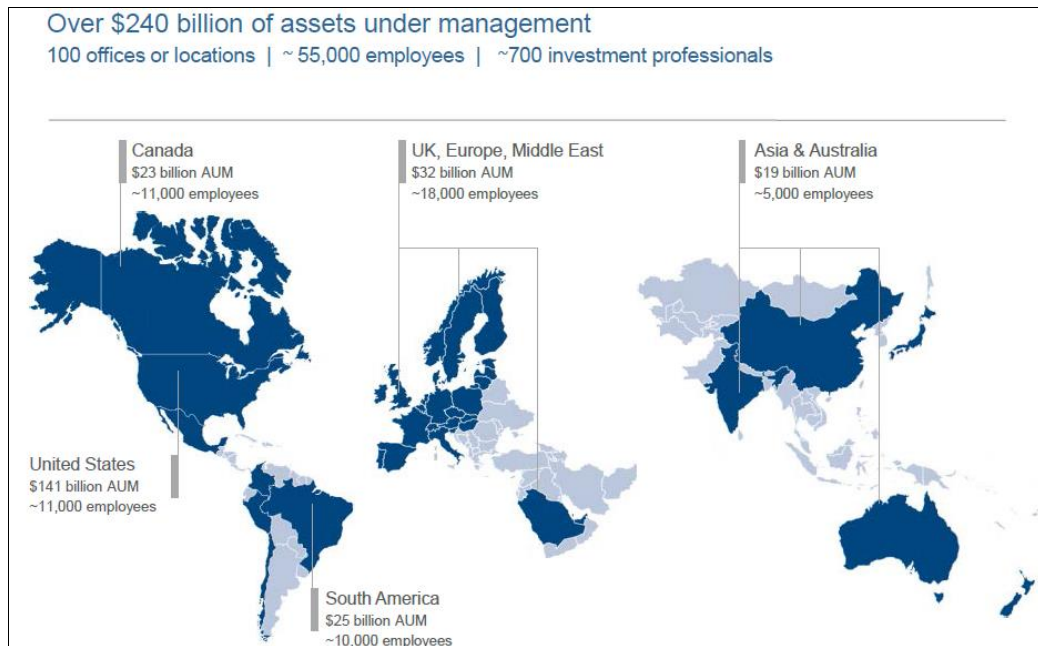 Over $240 billion of assets under management
100 offices or locations | ~ 55,000 employees | ~700 investment professionals
Canada
$23 billion AUM
~11,000 employees
UK, Europe, Middle East
$32 billion AUM
~18,000 employees
Asia & Australia
$19 billion AUM
~5,000 employees
United States
$141 billion AUM
~11,000 employees
South America
$25 billion AUM
~10,000 employees